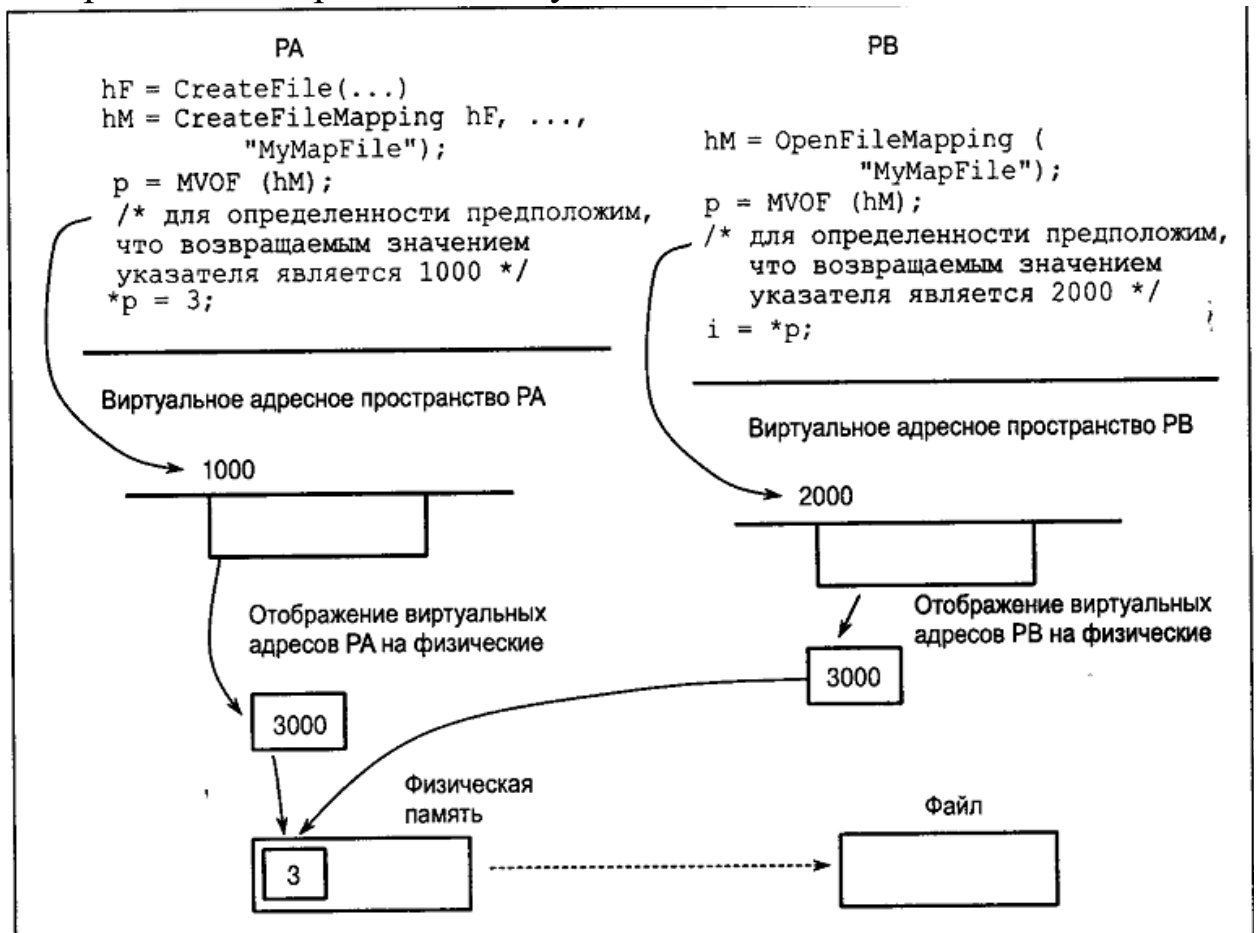 PA
hF = CreateFile(...)
hM = CreateFileMapping hF, ...,
"MyMapFile");
p = MVOF (hM);
/* для определенности предположим,
что возвращаемым значением
указателя является 1000 */
*p = 3;
PB
hM = OpenFileMapping (
"MyMapFile");
p = MVOF (hM);
/* для определенности предположим,
что возвращаемым значением
указателя является 2000 */
i = *p;
Виртуальное адресное пространство PA
1000
Виртуальное адресное пространство PB
2000
Отображение виртуальных
адресов PA на физические
3000
Отображение виртуальных
адресов PB на физические
3000
Физическая
память
3
Файл